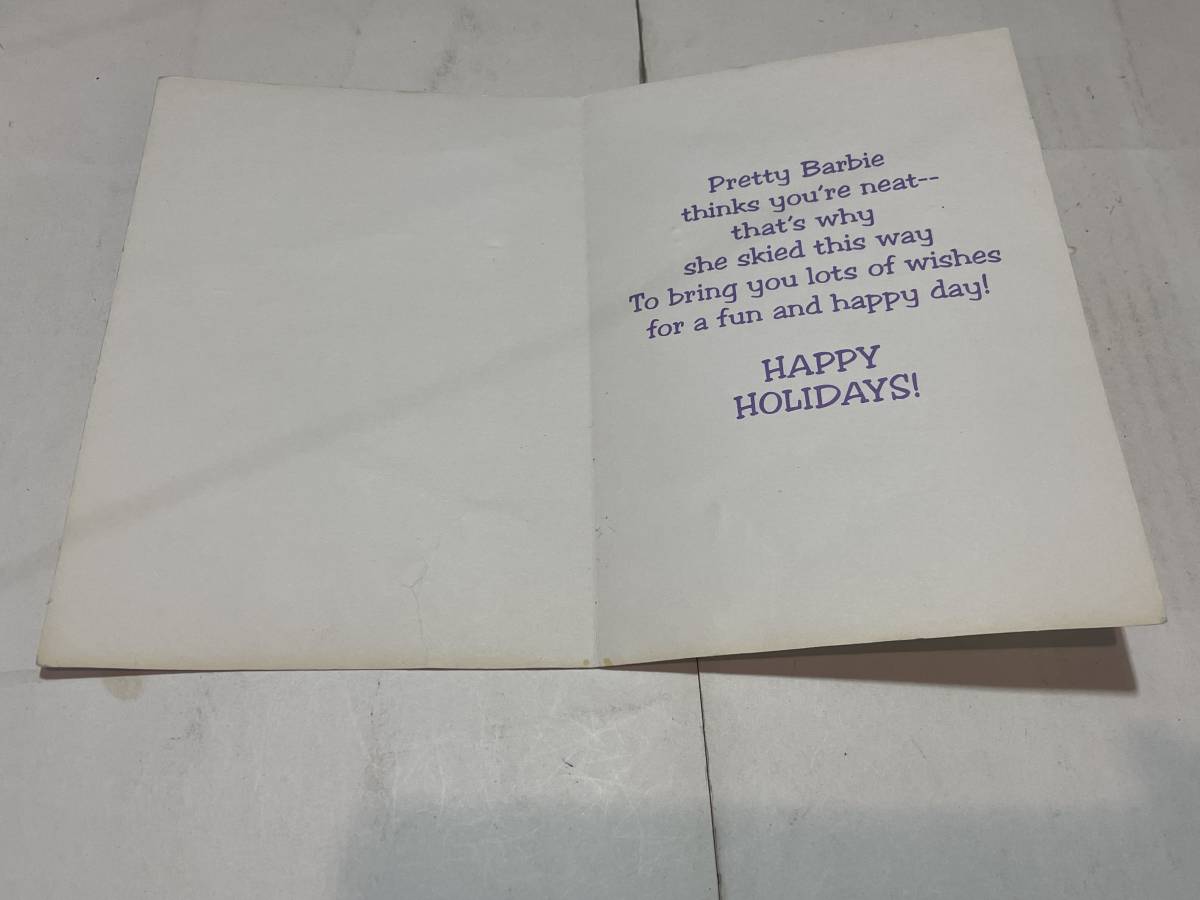 Pretty Barbie
thinks you're neat--
that's why
she skied this way
To bring you lots of wishes
for a fun and happy day!
HAPPY
HOLIDAYS!